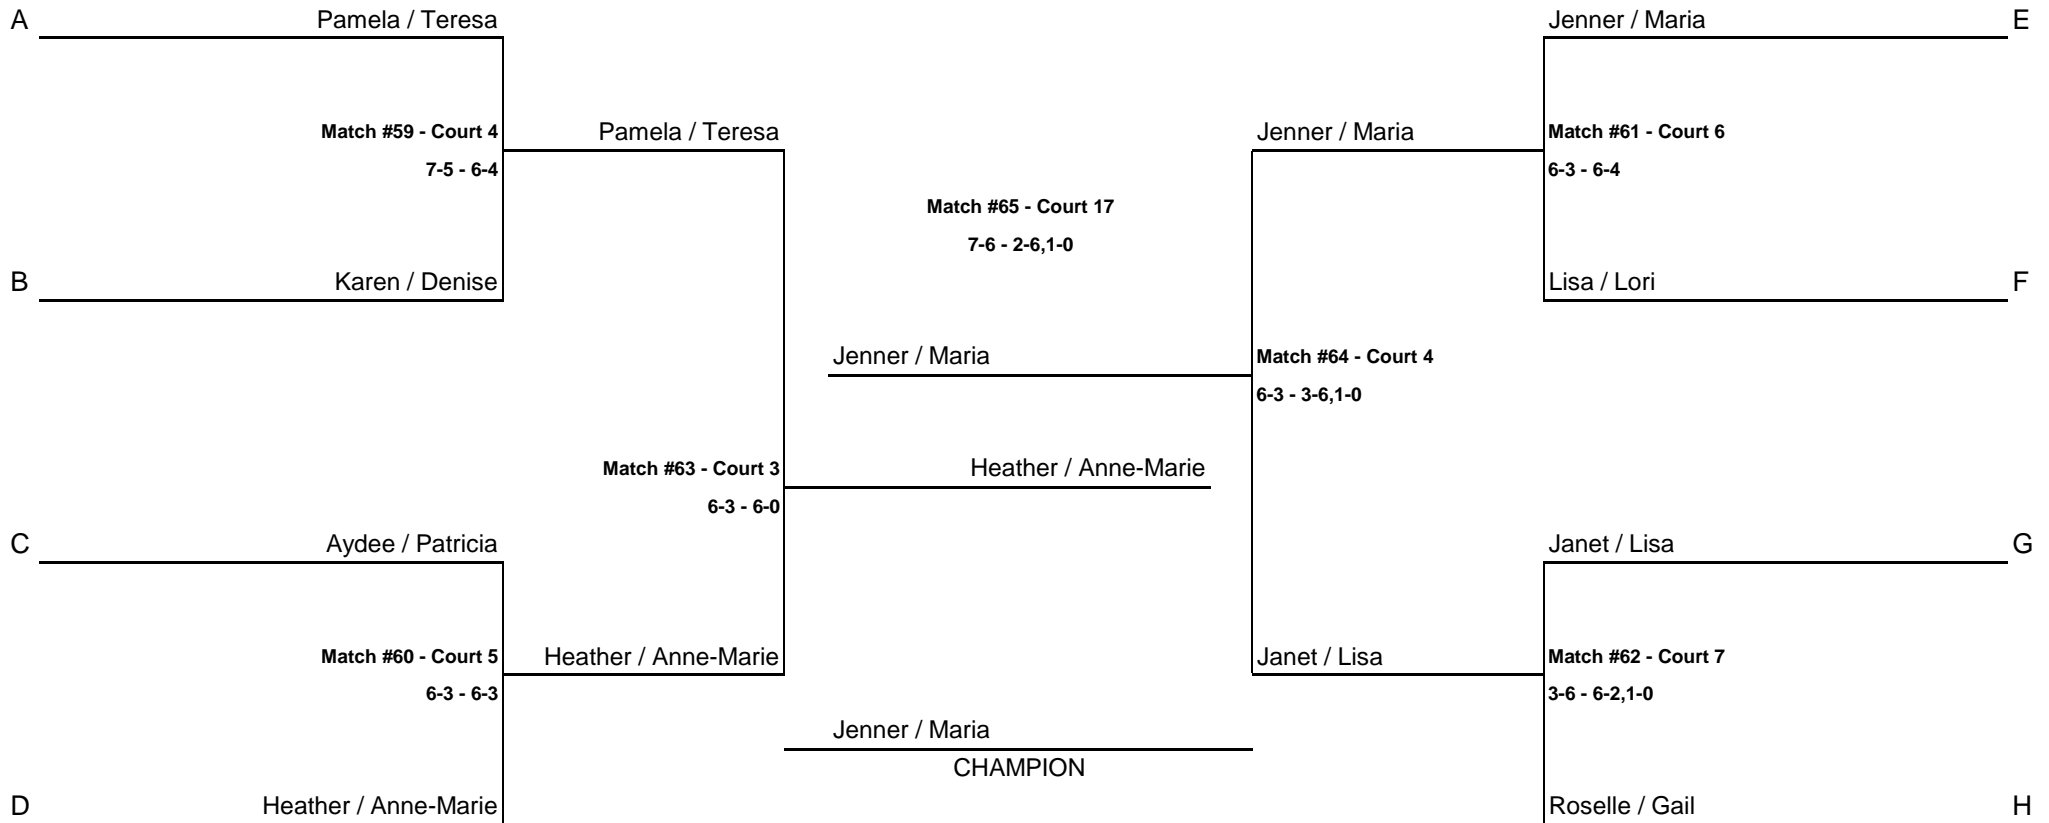 A Pamela / Teresa Jenner / Maria E
Match #59 - Court 4 Pamela / Teresa Jenner / Maria Match #61 - Court 6
7-5 - 6-4 6-3 - 6-4
Match #65 - Court 17
7-6 - 2-6,1-0
B Karen / Denise Lisa / Lori F
Jenner / Maria Match #64 - Court 4
6-3 - 3-6,1-0
Match #63 - Court 3 Heather / Anne-Marie
6-3 - 6-0
C Aydee / Patricia Janet / Lisa G
Match #60 - Court 5 Heather / Anne-Marie Janet / Lisa Match #62 - Court 7
6-3 - 6-3 3-6 - 6-2,1-0
Jenner / Maria
CHAMPION
D Heather / Anne-Marie Roselle / Gail H